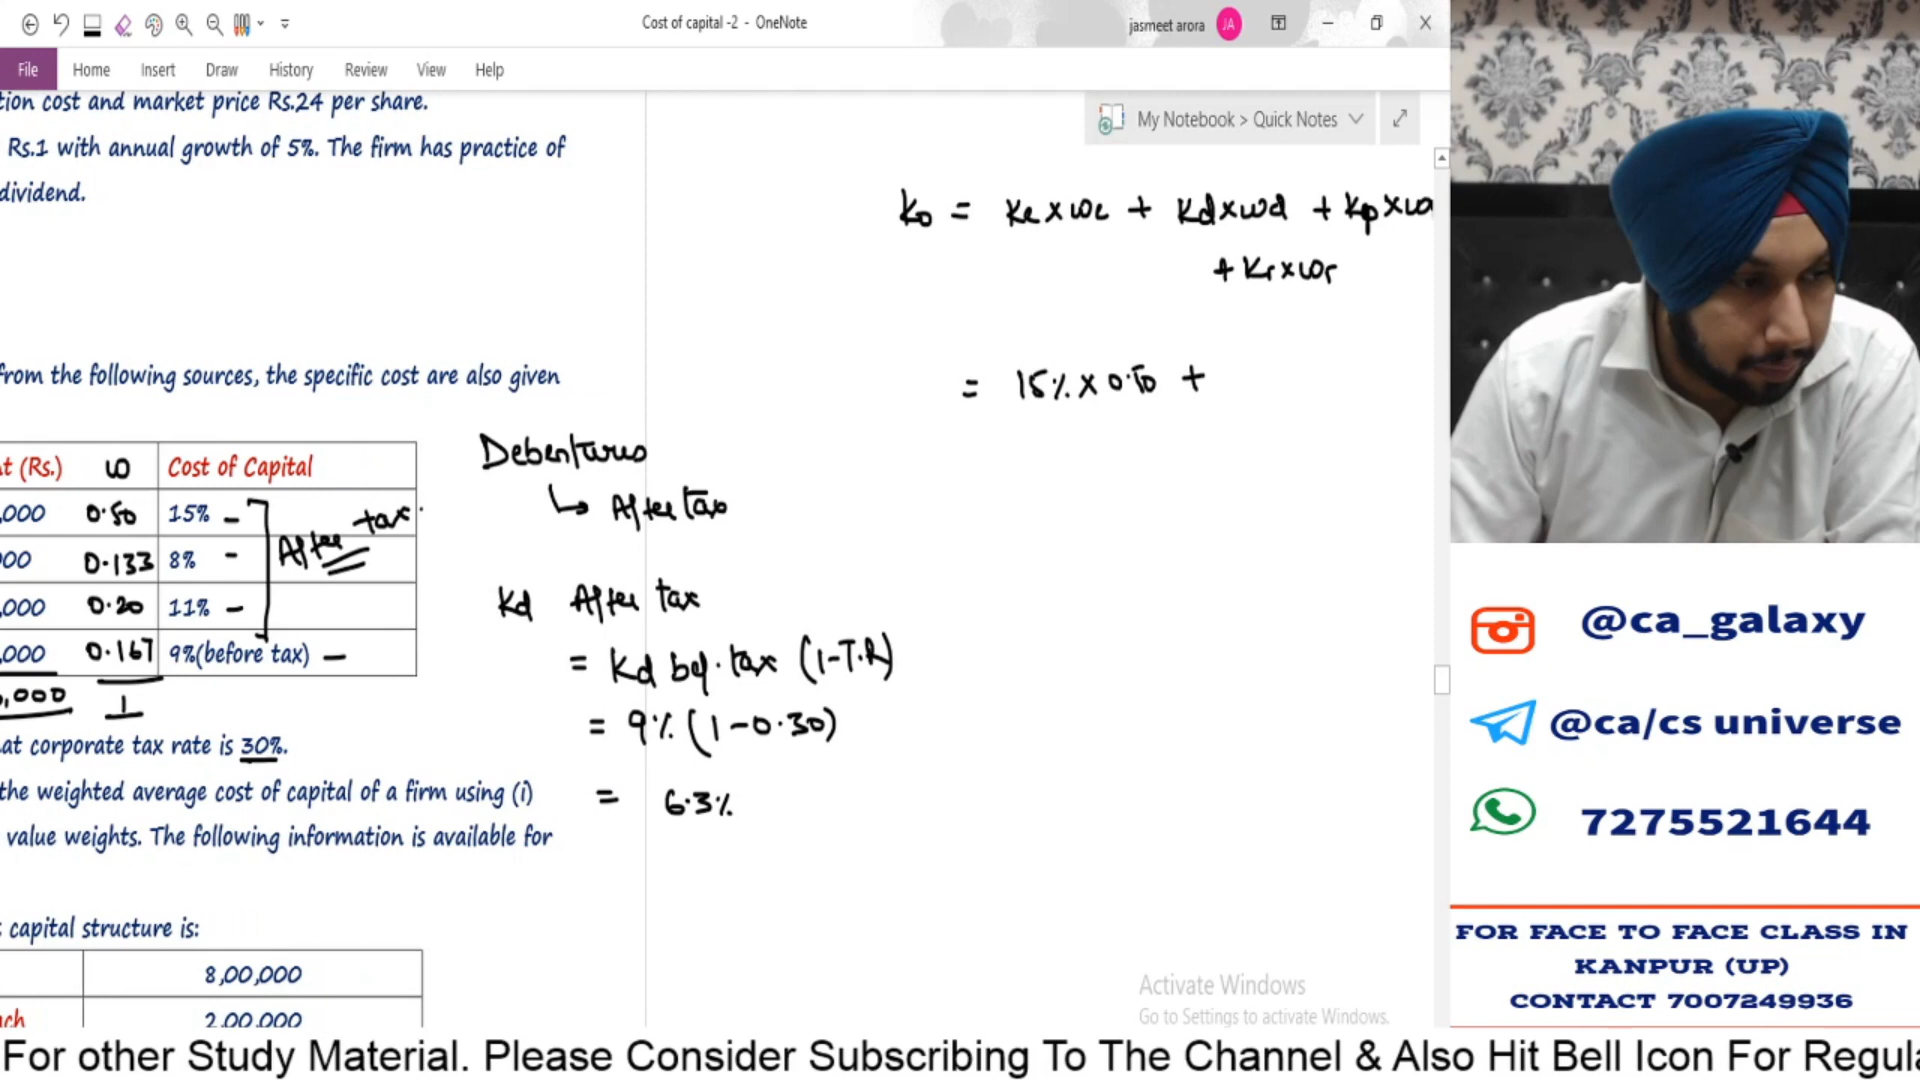 Cost of capital -2 - OneNote
jasmeet arora JA
File Home Insert Draw History Review View Help
My Notebook > Quick Notes
tion cost and market price Rs.24 per share.
Rs.1 with annual growth of 5%. The firm has practice of
dividend.
Ko = Ke×We + Kd×Wd + Kp×W
+ Kr×Wr
= 15% × 0.50 +
from the following sources, the specific cost are also given
t (Rs.) W Cost of Capital
,000 0.50 15% -
00 0.133 8% -
,000 0.20 11% -
,000 0.167 9%(before tax) -
After tax
,000 1
Debentures
↳ After tax
Kd After tax
= Kd bef. tax (1-T.R)
= 9% (1-0.30)
= 6.3%
at corporate tax rate is 30%.
the weighted average cost of capital of a firm using (i)
value weights. The following information is available for
capital structure is:
8,00,000
ch 2,00,000
Activate Windows
Go to Settings to activate Windows.
@ca_galaxy
@ca/cs universe
7275521644
FOR FACE TO FACE CLASS IN
KANPUR (UP)
CONTACT 7007249936
For other Study Material. Please Consider Subscribing To The Channel & Also Hit Bell Icon For Regula